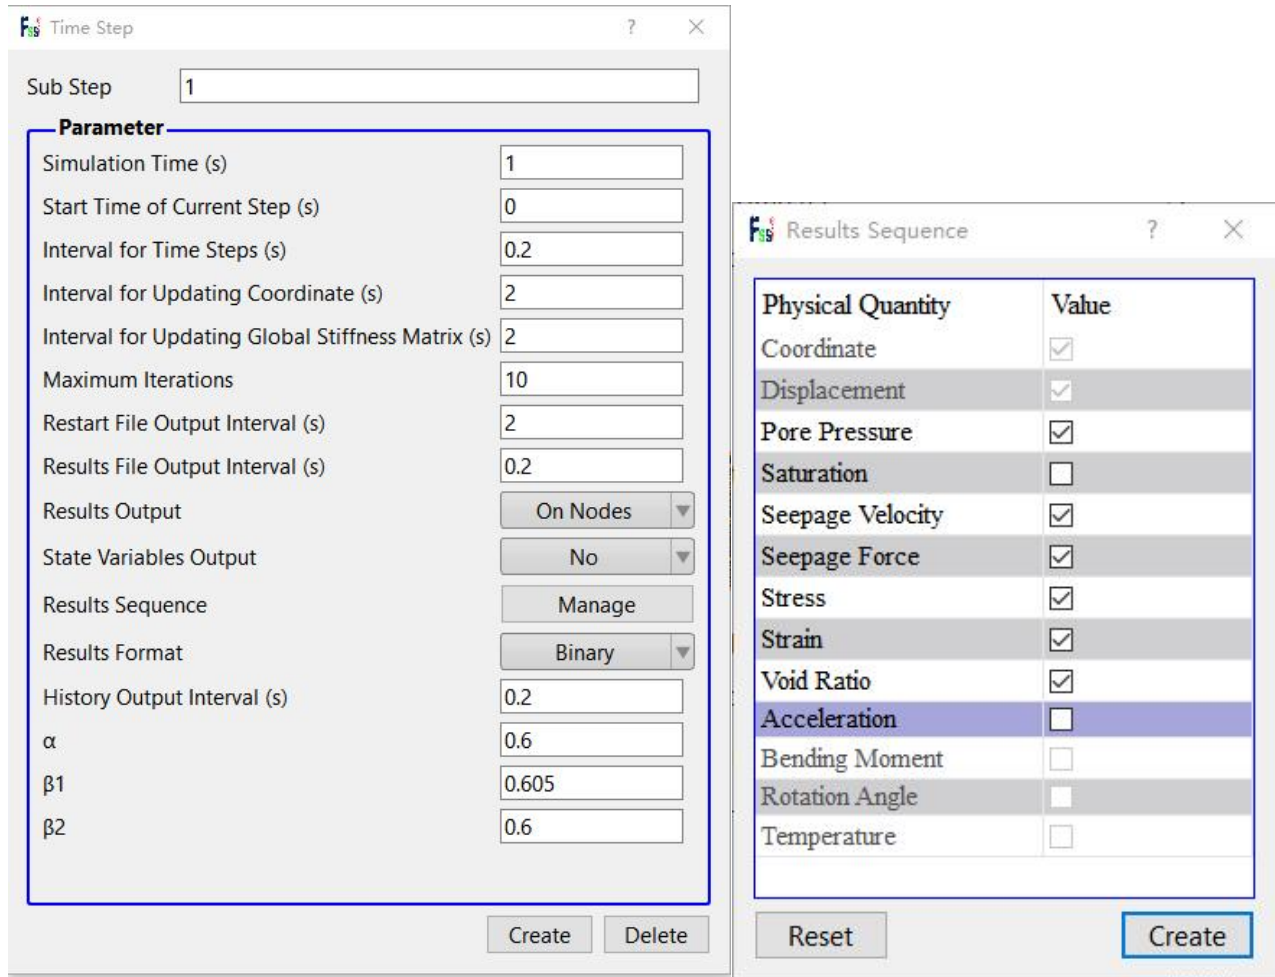 Fss Time Step ?
Sub Step 1
Parameter
Simulation Time (s) 1
Start Time of Current Step (s) 0
Interval for Time Steps (s) 0.2
Interval for Updating Coordinate (s) 2
Interval for Updating Global Stiffness Matrix (s) 2
Maximum Iterations 10
Restart File Output Interval (s) 2
Results File Output Interval (s) 0.2
Results Output On Nodes
State Variables Output No
Results Sequence Manage
Results Format Binary
History Output Interval (s) 0.2
α 0.6
β1 0.605
β2 0.6
Create Delete
Fss Results Sequence ?
Physical Quantity Value
Coordinate
Displacement
Pore Pressure
Saturation
Seepage Velocity
Seepage Force
Stress
Strain
Void Ratio
Acceleration
Bending Moment
Rotation Angle
Temperature
Reset Create